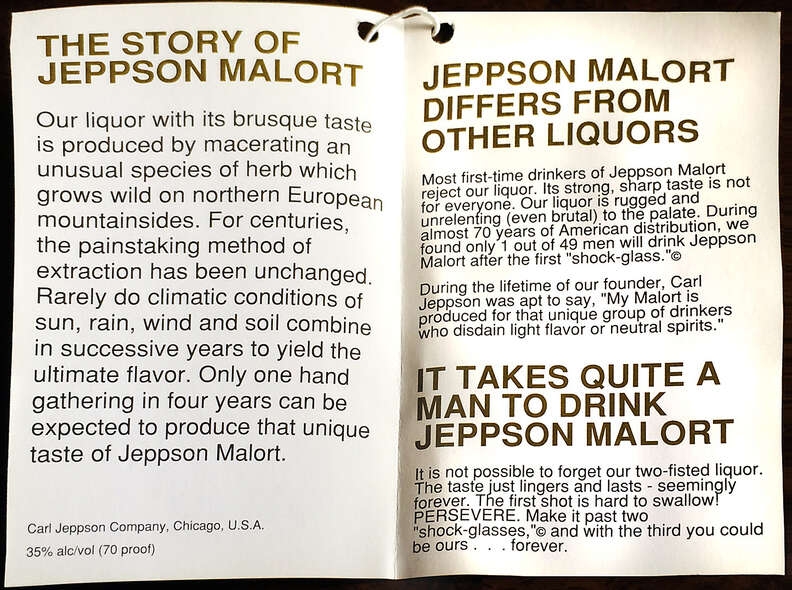 THE STORY OF
JEPPSON MALORT
Our liquor with its brusque taste
is produced by macerating an
unusual species of herb which
grows wild on northern European
mountainsides. For centuries,
the painstaking method of
extraction has been unchanged.
Rarely do climatic conditions of
sun, rain, wind and soil combine
in successive years to yield the
ultimate flavor. Only one hand
gathering in four years can be
expected to produce that unique
taste of Jeppson Malort.
Carl Jeppson Company, Chicago, U.S.A.
35% alc/vol (70 proof)
JEPPSON MALORT
DIFFERS FROM
OTHER LIQUORS
Most first-time drinkers of Jeppson Malort
reject our liquor. Its strong, sharp taste is not
for everyone. Our liquor is rugged and
unrelenting (even brutal) to the palate. During
almost 70 years of American distribution, we
found only 1 out of 49 men will drink Jeppson
Malort after the first "shock-glass."©
During the lifetime of our founder, Carl
Jeppson was apt to say, "My Malort is
produced for that unique group of drinkers
who disdain light flavor or neutral spirits."
IT TAKES QUITE A
MAN TO DRINK
JEPPSON MALORT
It is not possible to forget our two-fisted liquor.
The taste just lingers and lasts - seemingly
forever. The first shot is hard to swallow!
PERSEVERE. Make it past two
"shock-glasses,"© and with the third you could
be ours . . . forever.